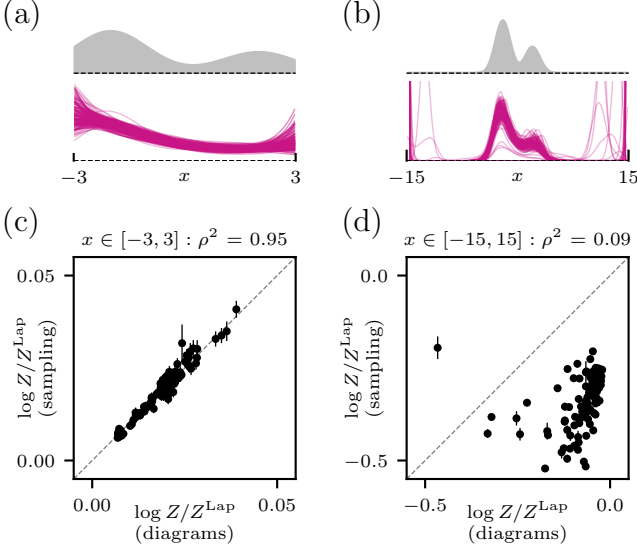 (a)
(b)
−3
x
3
−15
x
15
(c)
(d)
x ∈ [−3, 3] : ρ² = 0.95
x ∈ [−15, 15] : ρ² = 0.09
0.05
0.00
log Z/Z^Lap
(sampling)
0.00
0.05
log Z/Z^Lap
(diagrams)
0.0
−0.5
log Z/Z^Lap
(sampling)
−0.5
0.0
log Z/Z^Lap
(diagrams)